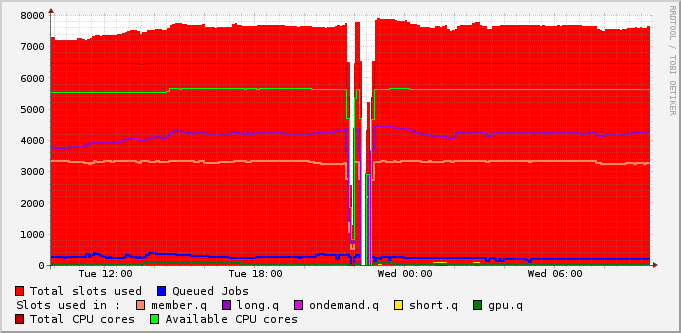 8000
7000
6000
5000
4000
3000
2000
1000
0
Tue 12:00 Tue 18:00 Wed 00:00 Wed 06:00
RRDTOOL / TOBI OETIKER
Total slots used Queued Jobs
Slots used in : member.q long.q ondemand.q short.q gpu.q
Total CPU cores Available CPU cores